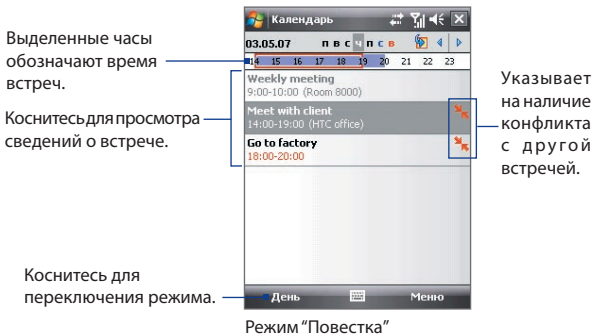 Выделенные часы
обозначают время
встреч.
Коснитесь для просмотра
сведений о встрече.
Коснитесь для
переключения режима.
Календарь
03.05.07 п в с ч п с в
14 15 16 17 18 19 20 21 22 23
Weekly meeting
9:00-10:00 (Room 8000)
Meet with client
14:00-19:00 (HTC office)
Go to factory
18:00-20:00
День Меню
Указывает
на наличие
конфликта
с другой
встречей.
Режим “Повестка”